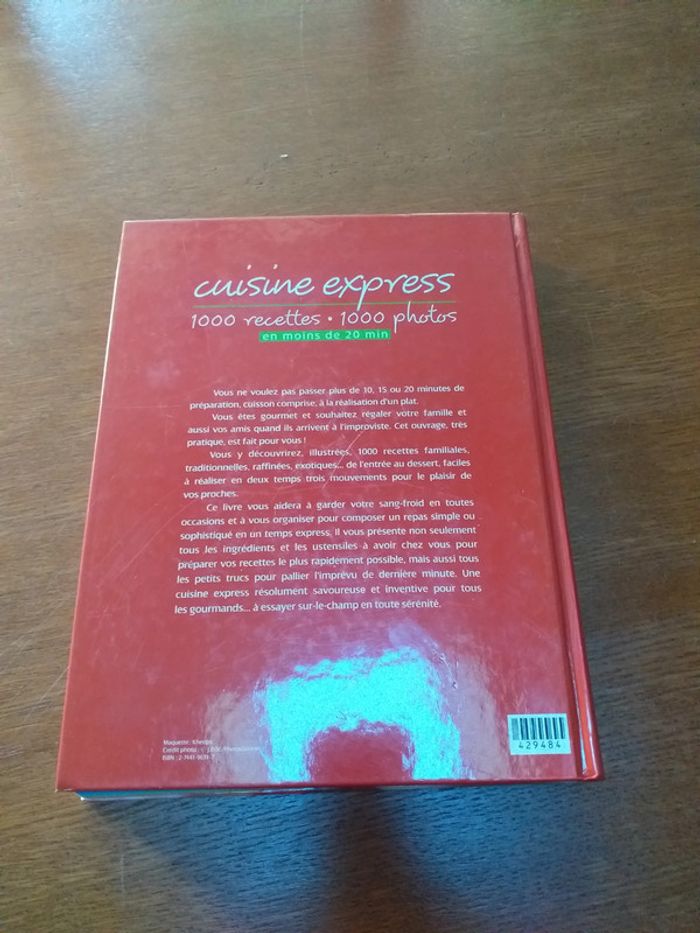 cuisine express
1000 recettes • 1000 photos
en moins de 20 min
Vous ne voulez pas passer plus de 10, 15 ou 20 minutes de
préparation, cuisson comprise, à la réalisation d'un plat.
Vous êtes gourmet et souhaitez régaler votre famille et
aussi vos amis quand ils arrivent à l'improviste. Cet ouvrage, très
pratique, est fait pour vous !
Vous y découvrirez, illustrées, 1000 recettes familiales,
traditionnelles, raffinées, exotiques... de l'entrée au dessert, faciles
à réaliser en deux temps trois mouvements pour le plaisir de
vos proches.
Ce livre vous aidera à garder votre sang-froid en toutes
occasions et à vous organiser pour composer un repas simple ou
sophistiqué en un temps express. Il vous présente non seulement
tous les ingrédients et les ustensiles à avoir chez vous pour
préparer vos recettes le plus rapidement possible, mais aussi tous
les petits trucs pour pallier l'imprévu de dernière minute. Une
cuisine express résolument savoureuse et inventive pour tous
les gourmands... à essayer sur-le-champ en toute sérénité.
Maquette :
Crédit photo :
ISBN :
429484